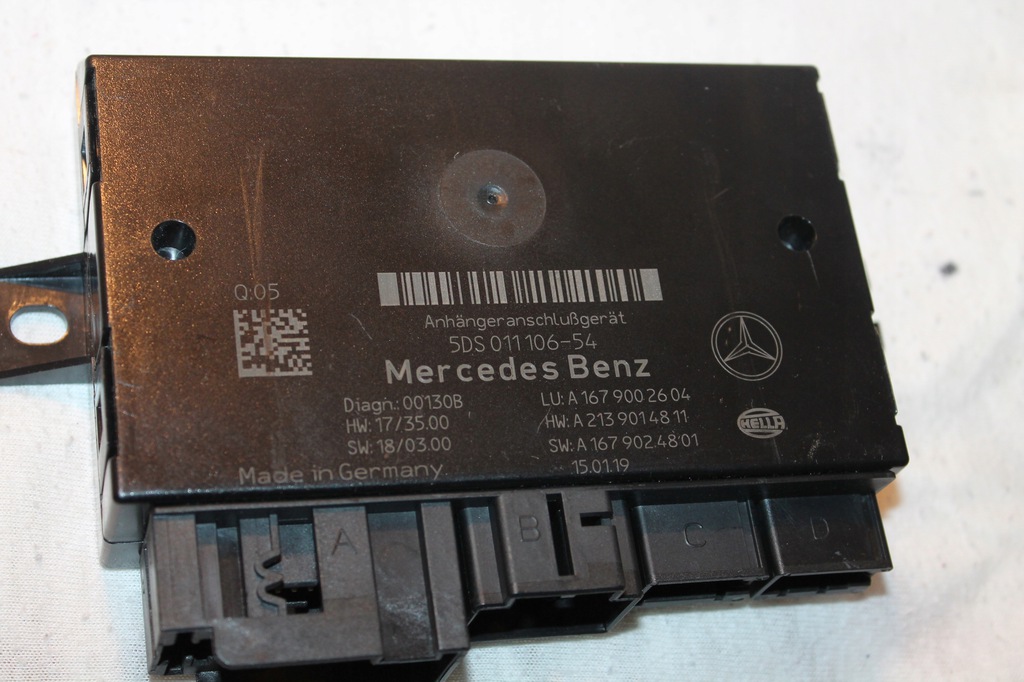 Q:05
Anhängeranschlußgerät
5DS 011 106-54
Mercedes Benz
Diagn.: 00130B
HW: 17/35.00
SW: 18/03.00
Made in Germany
LU: A 167 900 26 04
HW: A 213 901 48 11
SW: A 167 902 48 01
15.01.19
HELLA
A
B
C
D